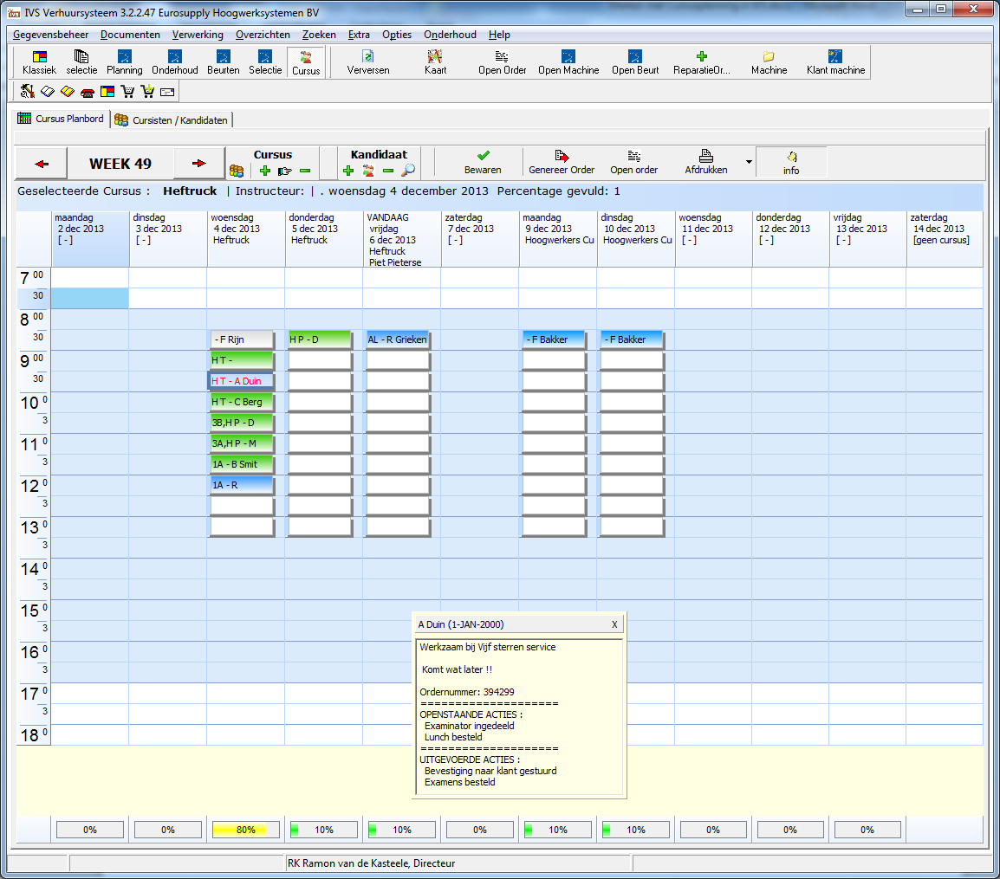 IVS Verhuursysteem 3.2.2.47 Eurosupply Hoogwerksystemen BV
Gegevensbeheer Documenten Verwerking Overzichten Zoeken Extra Opties Onderhoud Help
Klassiek selectie Planning Onderhoud Beurten Selectie Cursus Verversen Kaart Open Order Open Machine Open Beurt ReparatieOr... Machine Klant machine
Cursus Planbord Cursisten / Kandidaten
WEEK 49 Cursus Kandidaat Bewaren Genereer Order Open order Afdrukken info
Geselecteerde Cursus : Heftruck | Instructeur: | . woensdag 4 december 2013 Percentage gevuld: 1
maandag
2 dec 2013
[ - ]
dinsdag
3 dec 2013
[ - ]
woensdag
4 dec 2013
Heftruck
donderdag
5 dec 2013
Heftruck
VANDAAG
vrijdag
6 dec 2013
Heftruck
Piet Pieterse
zaterdag
7 dec 2013
[ - ]
maandag
9 dec 2013
Hoogwerkers Cu
dinsdag
10 dec 2013
Hoogwerkers Cu
woensdag
11 dec 2013
[ - ]
donderdag
12 dec 2013
[ - ]
vrijdag
13 dec 2013
[ - ]
zaterdag
14 dec 2013
[geen cursus]
7 00
30
8 00
30 - F Rijn H P - D AL - R Grieken - F Bakker - F Bakker
9 00 H T -
30 H T - A Duin
10 0 H T - C Berg
3 3B,H P - D
11 0 3A,H P - M
3 1A - B Smit
12 0 1A - R
3
13 0
3
14 0
3
15 0
3
16 0
3
17 0
3
18 0
A Duin (1-JAN-2000) X
Werkzaam bij Vijf sterren service
Komt wat later !!
Ordernummer: 394299
=====================
OPENSTAANDE ACTIES :
Examinator ingedeeld
Lunch besteld
=====================
UITGEVOERDE ACTIES :
Bevestiging naar klant gestuurd
Examens besteld
0% 0% 80% 10% 10% 0% 10% 10% 0% 0% 0%
RK Ramon van de Kasteele, Directeur